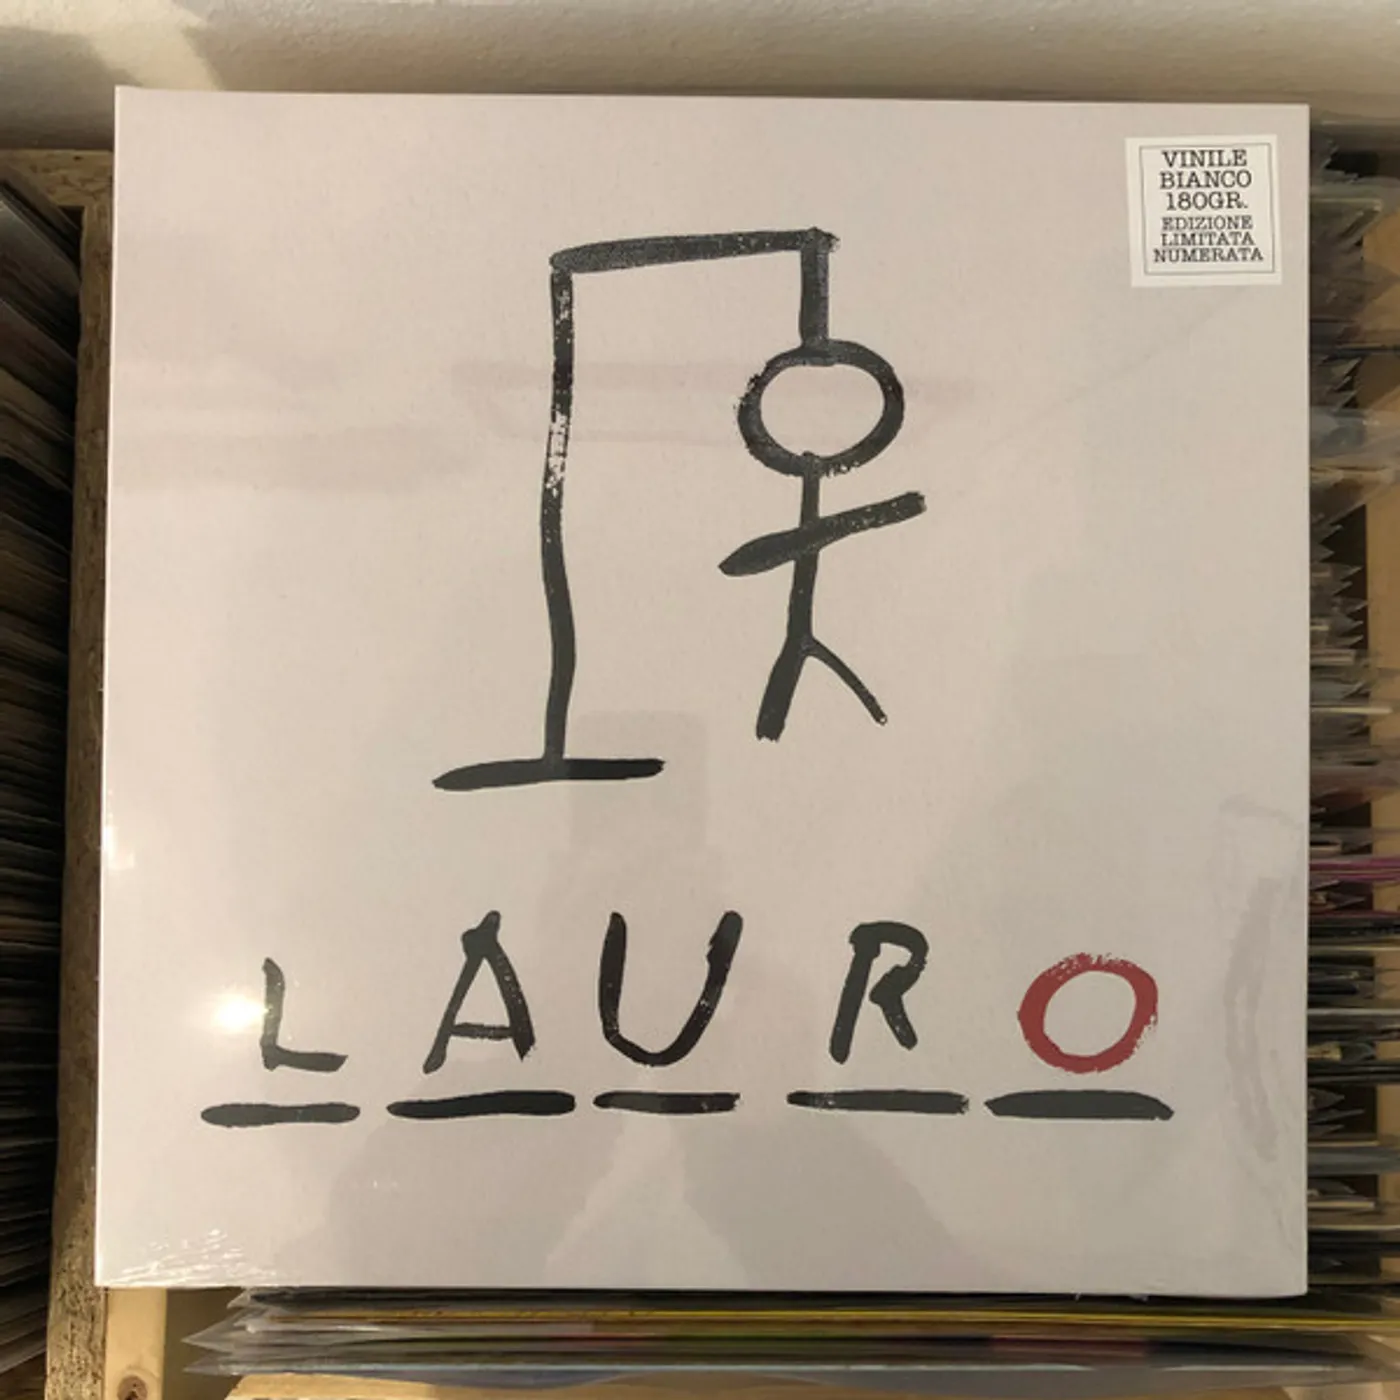 VINILE
BIANCO
180GR.
EDIZIONE
LIMITATA
NUMERATA
LAURO